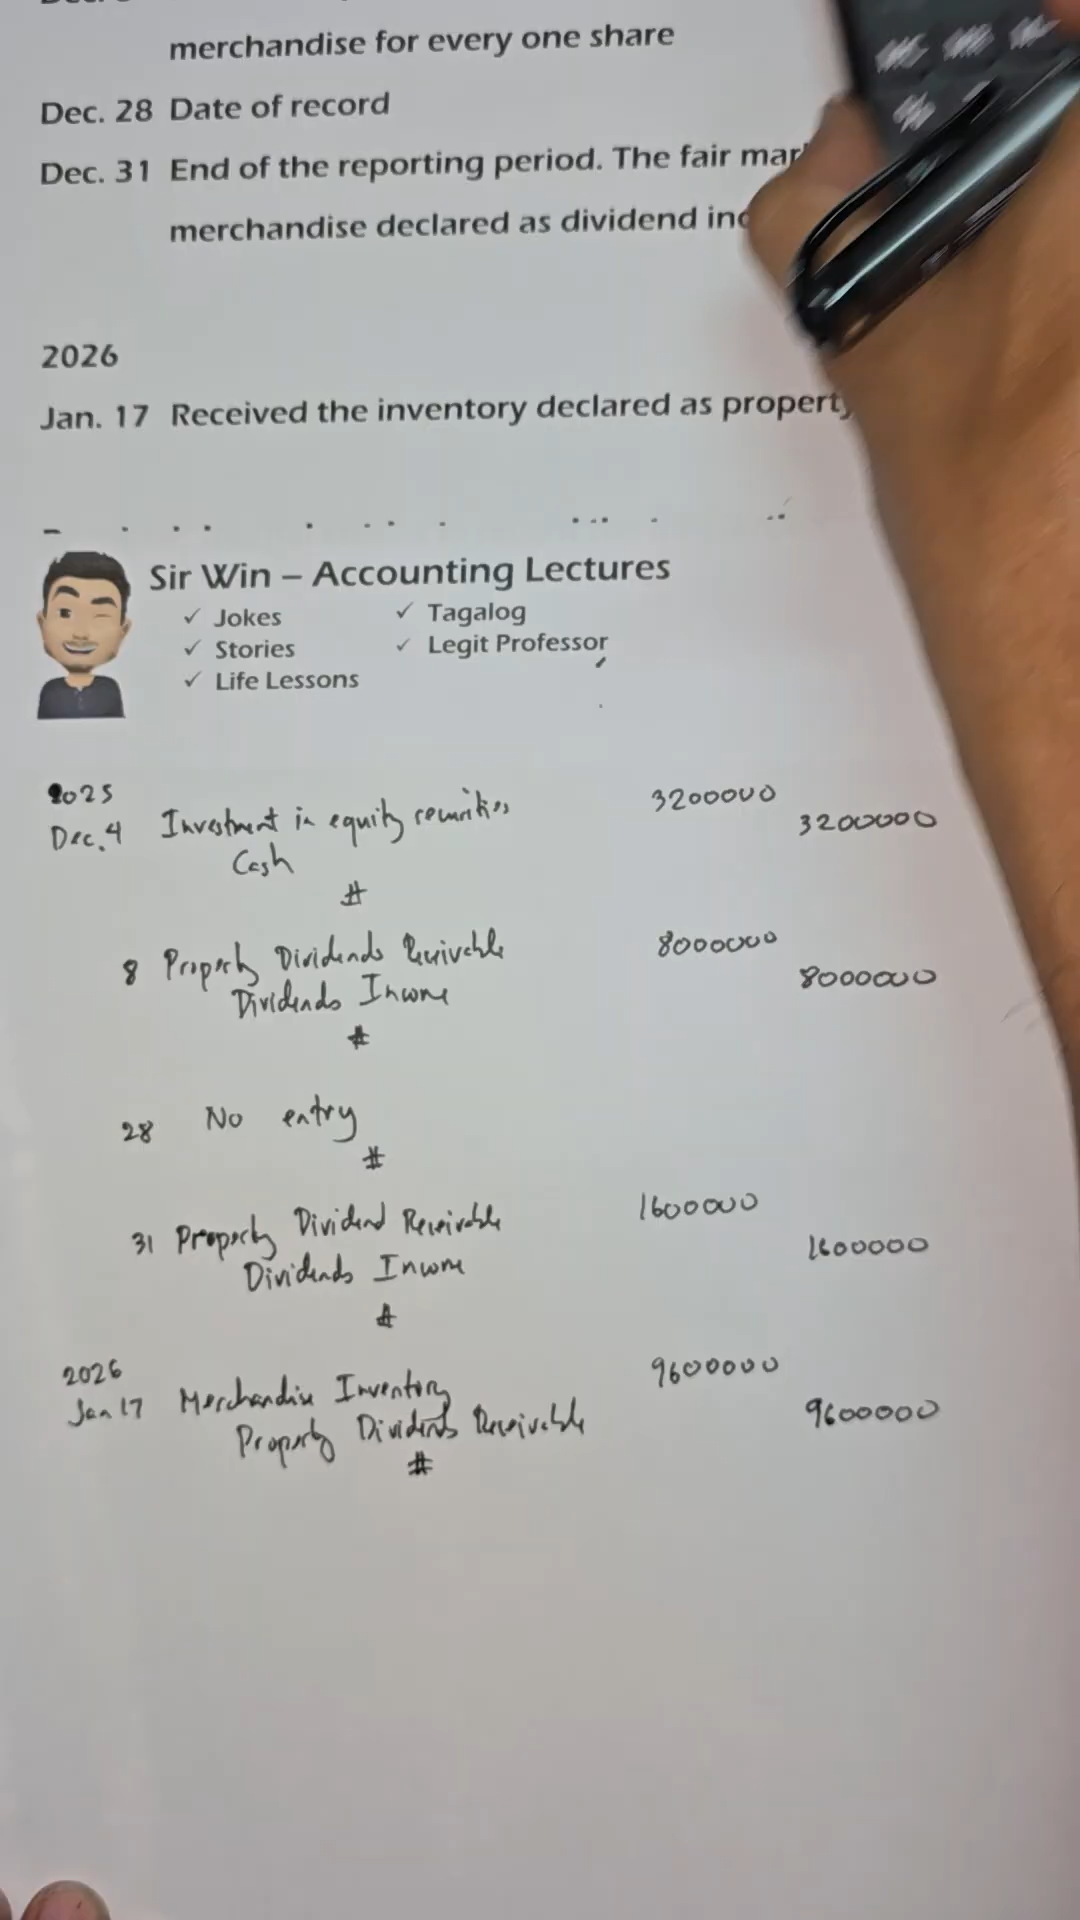 merchandise for every one share
Dec. 28 Date of record
Dec. 31 End of the reporting period. The fair
merchandise declared as dividend
2026
Jan. 17 Received the inventory declared as property
Sir Win – Accounting Lectures
✓ Jokes ✓ Tagalog
✓ Stories ✓ Legit Professor
✓ Life Lessons
2025
Dec. 4 Investment in equity securities 3200000
Cash 3200000
#
8 Property Dividends Receivable 8000000
Dividends Income 8000000
#
28 No entry
#
31 Property Dividend Receivable 1600000
Dividends Income 1600000
#
2026
Jan 17 Merchandise Inventory 9600000
Property Dividends Receivable 9600000
#